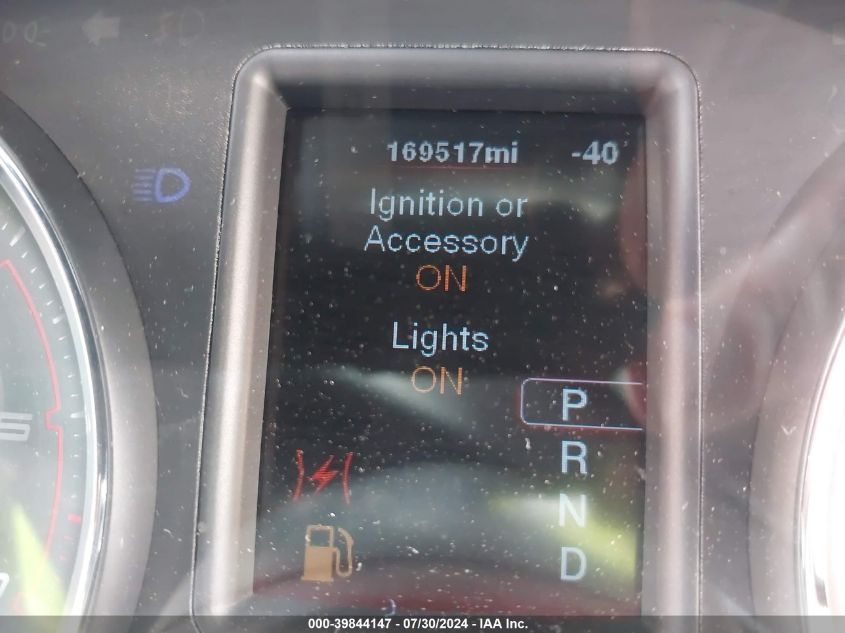 169517mi -40
Ignition or
Accessory
ON
Lights
ON
P
R
N
D
000-39844147 - 07/30/2024 - IAA Inc.